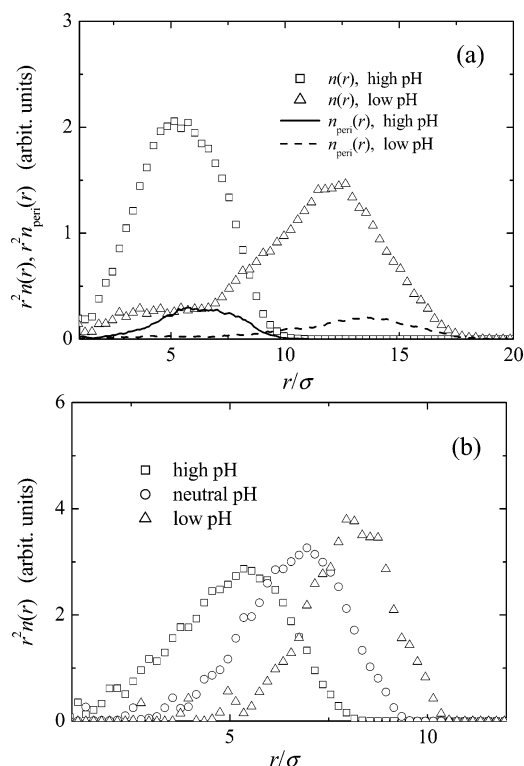 3
2
1
0
r²n(r), r²n_peri(r) (arbit. units)
(a)
n(r), high pH
n(r), low pH
n_peri(r), high pH
n_peri(r), low pH
5 10 15 20
r/σ
6
4
2
0
r²n(r) (arbit. units)
(b)
high pH
neutral pH
low pH
5 10
r/σ